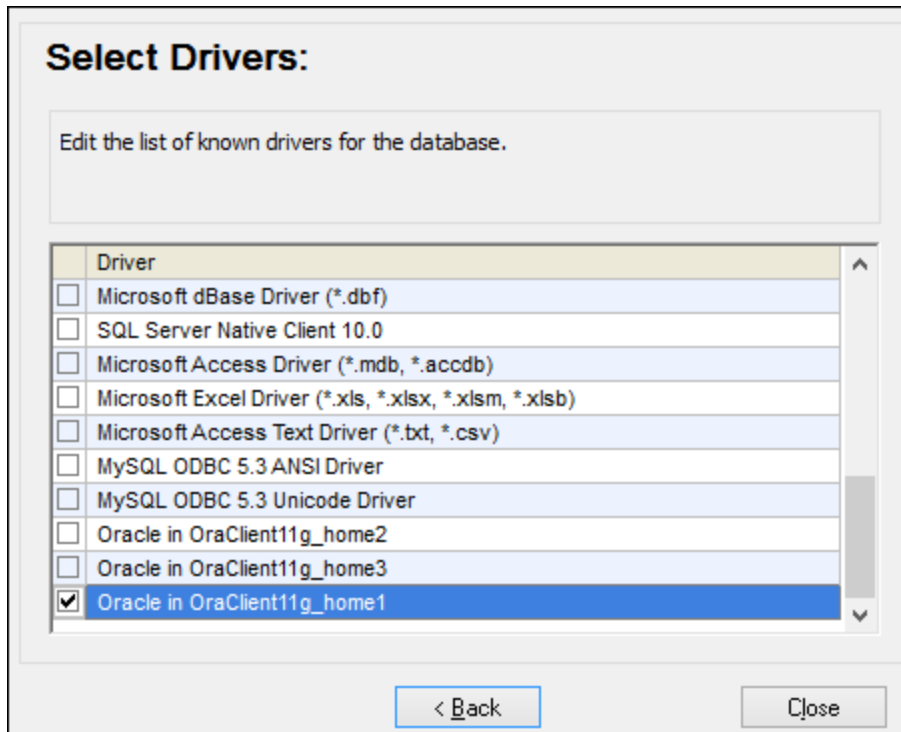 Select Drivers:
Edit the list of known drivers for the database.
Driver
Microsoft dBase Driver (*.dbf)
SQL Server Native Client 10.0
Microsoft Access Driver (*.mdb, *.accdb)
Microsoft Excel Driver (*.xls, *.xlsx, *.xlsm, *.xlsb)
Microsoft Access Text Driver (*.txt, *.csv)
MySQL ODBC 5.3 ANSI Driver
MySQL ODBC 5.3 Unicode Driver
Oracle in OraClient11g_home2
Oracle in OraClient11g_home3
Oracle in OraClient11g_home1
< Back
Close